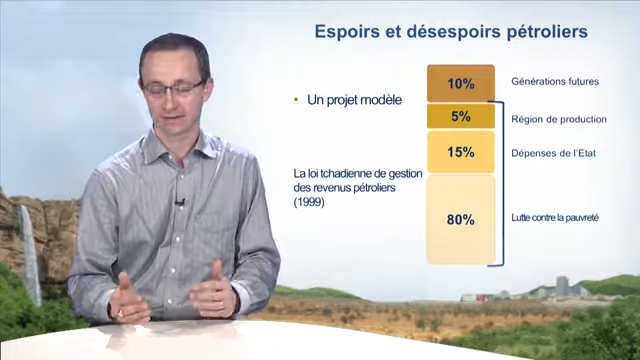 Espoirs et désespoirs pétroliers
• Un projet modèle
La loi tchadienne de gestion
des revenus pétroliers
(1999)
10%
Générations futures
5%
Région de production
15%
Dépenses de l'Etat
80%
Lutte contre la pauvreté